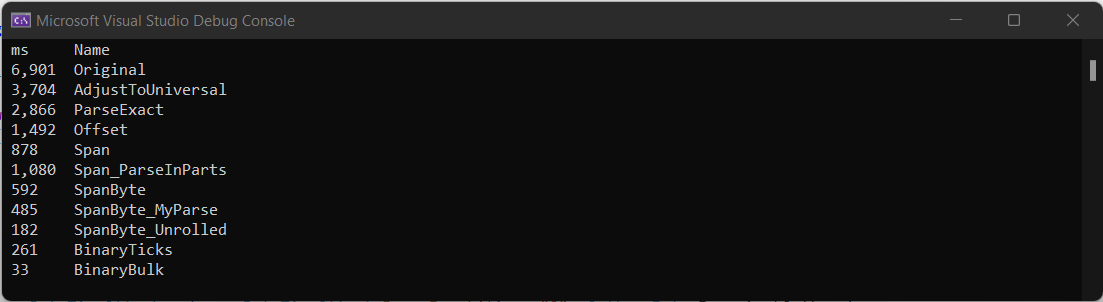 Microsoft Visual Studio Debug Console
ms Name
6,901 Original
3,704 AdjustToUniversal
2,866 ParseExact
1,492 Offset
878 Span
1,080 Span_ParseInParts
592 SpanByte
485 SpanByte_MyParse
182 SpanByte_Unrolled
261 BinaryTicks
33 BinaryBulk